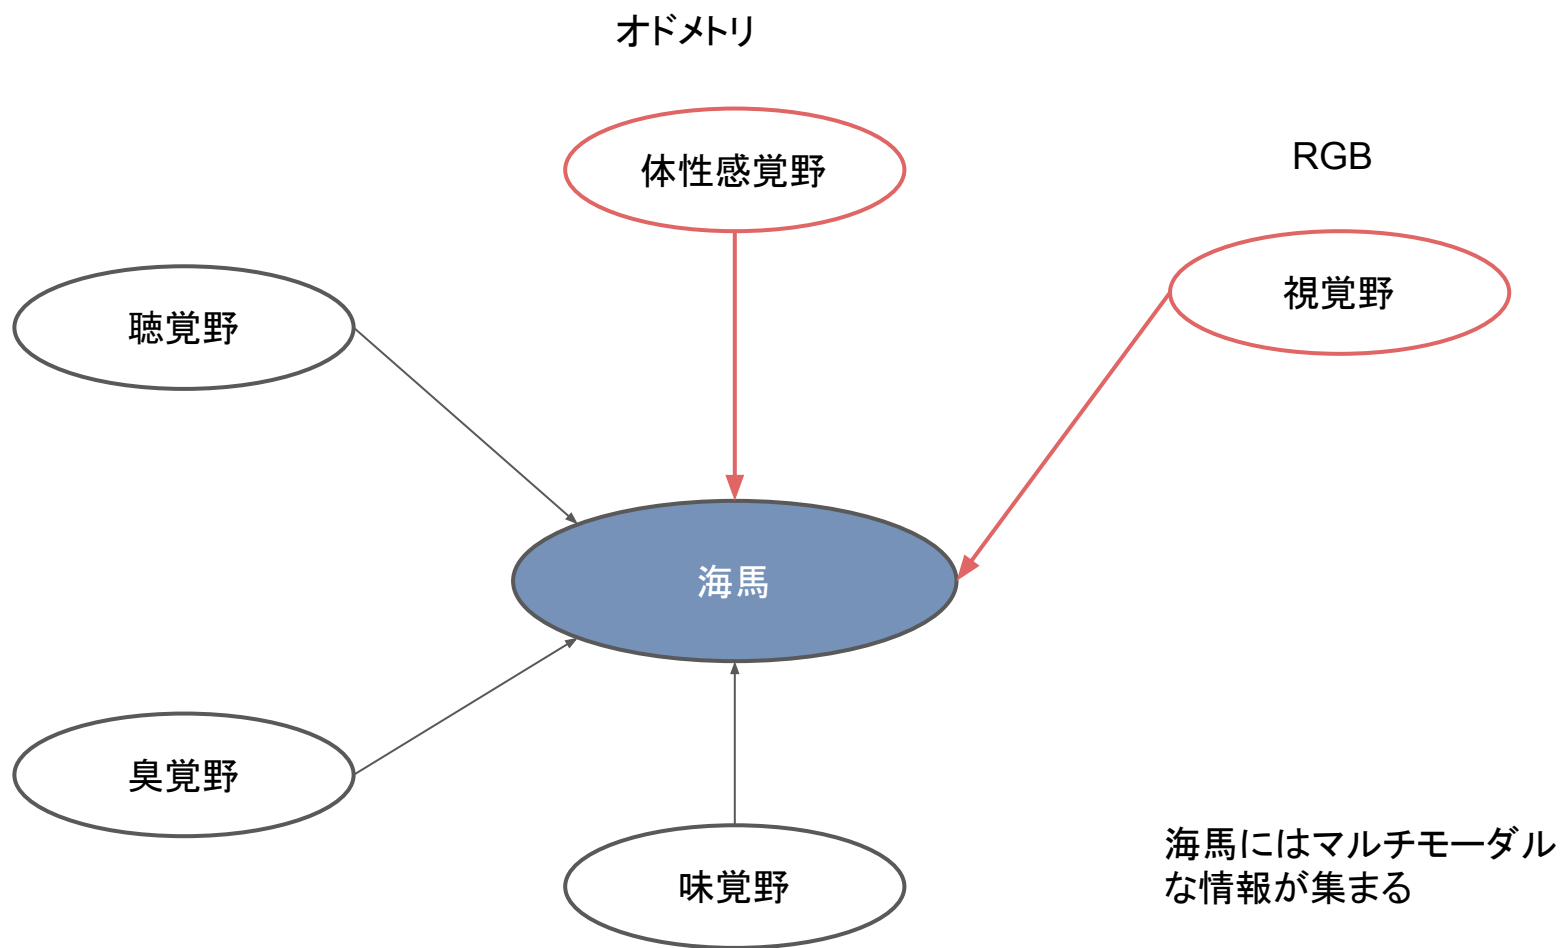 オドメトリ
体性感覚野
RGB
視覚野
聴覚野
海馬
臭覚野
味覚野
海馬にはマルチモーダル
な情報が集まる